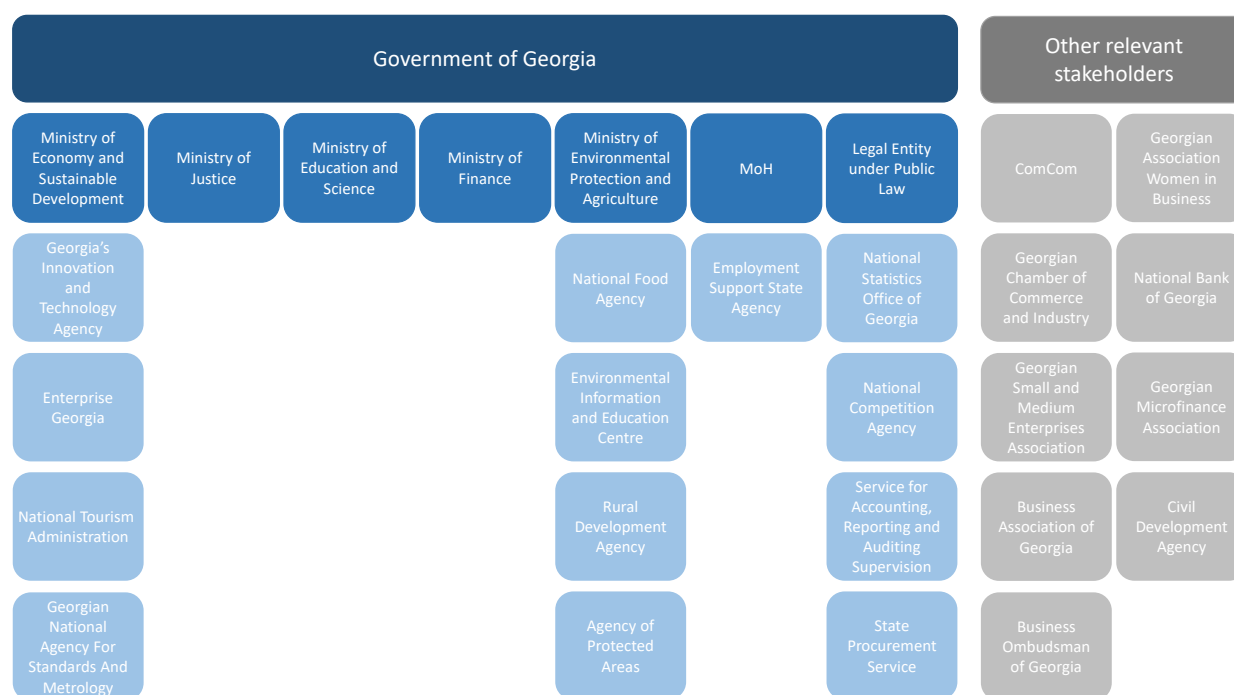 Government of Georgia
Other relevant
stakeholders
Ministry of
Economy and
Sustainable
Development
Ministry of
Justice
Ministry of
Education and
Science
Ministry of
Finance
Ministry of
Environmental
Protection and
Agriculture
MoH
Legal Entity
under Public
Law
ComCom
Georgian
Association
Women in
Business
Georgia's
Innovation
and
Technology
Agency
National Food
Agency
Employment
Support State
Agency
National
Statistics
Office of
Georgia
Georgian
Chamber of
Commerce
and Industry
National Bank
of Georgia
Enterprise
Georgia
Environmental
Information
and Education
Centre
National
Competition
Agency
Georgian
Small and
Medium
Enterprises
Association
Georgian
Microfinance
Association
National Tourism
Administration
Rural
Development
Agency
Service for
Accounting,
Reporting and
Auditing
Supervision
Business
Association of
Georgia
Civil
Development
Agency
Georgian
National
Agency For
Standards And
Metrology
Agency of
Protected
Areas
State
Procurement
Service
Business
Ombudsman
of Georgia